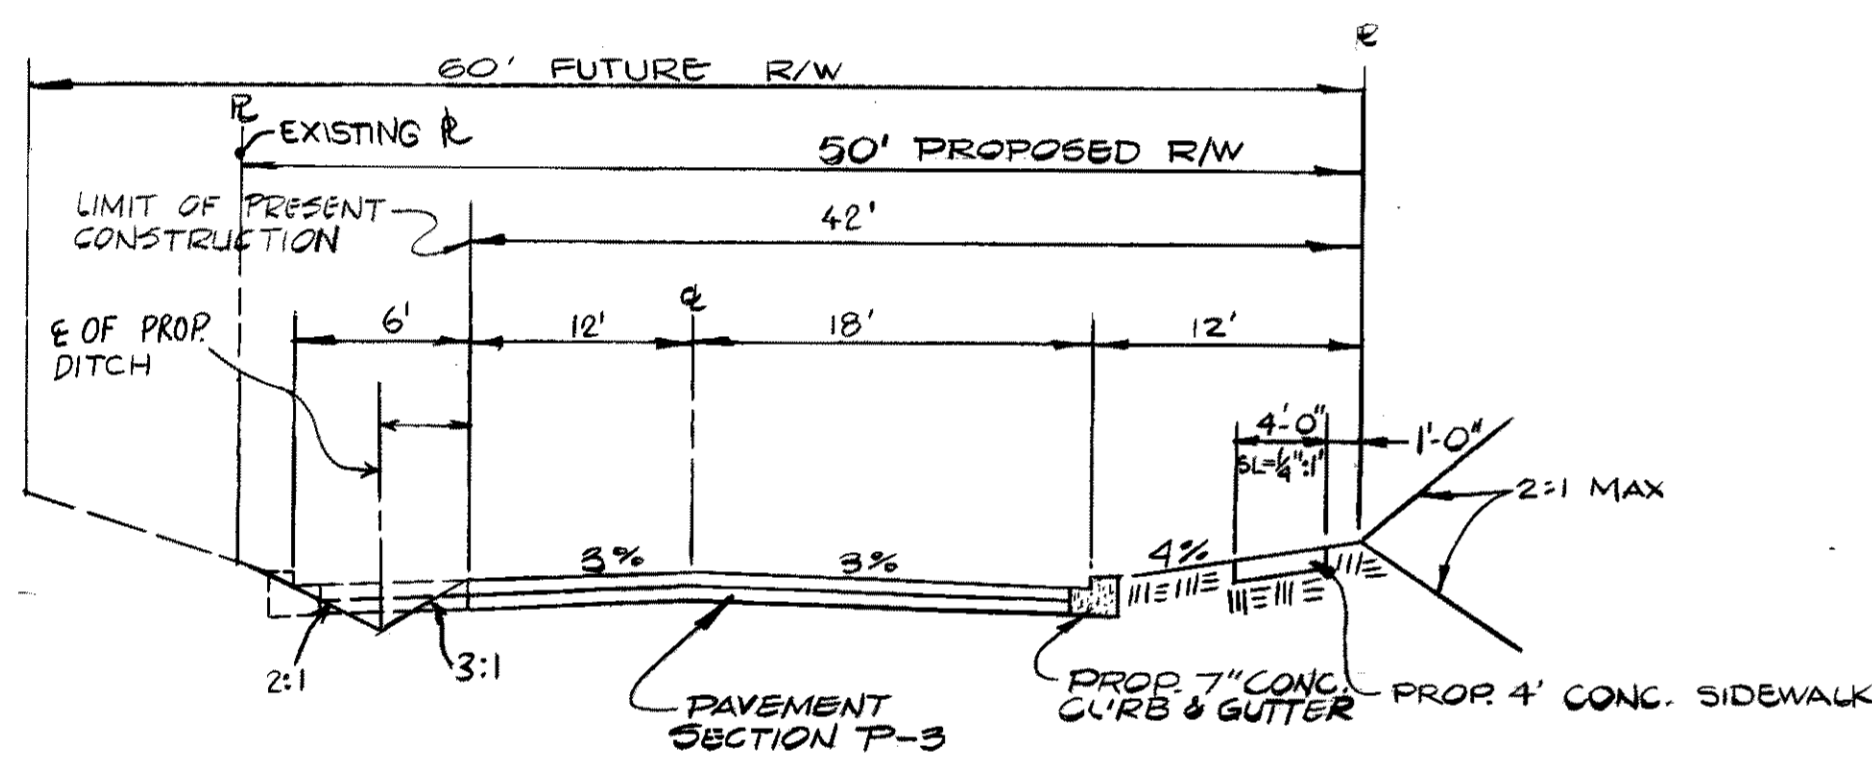 60' FUTURE R/W
EXISTING ℞
50' PROPOSED R/W
LIMIT OF PRESENT
CONSTRUCTION
42'
℄ OF PROP.
DITCH
6'
12'
℄
18'
12'
4'-0"
1'-0"
SL=¼":1'
2:1 MAX
3%
3%
4%
2:1
3:1
PAVEMENT
SECTION P-3
PROP. 7" CONC.
CURB & GUTTER
PROP. 4' CONC. SIDEWALK